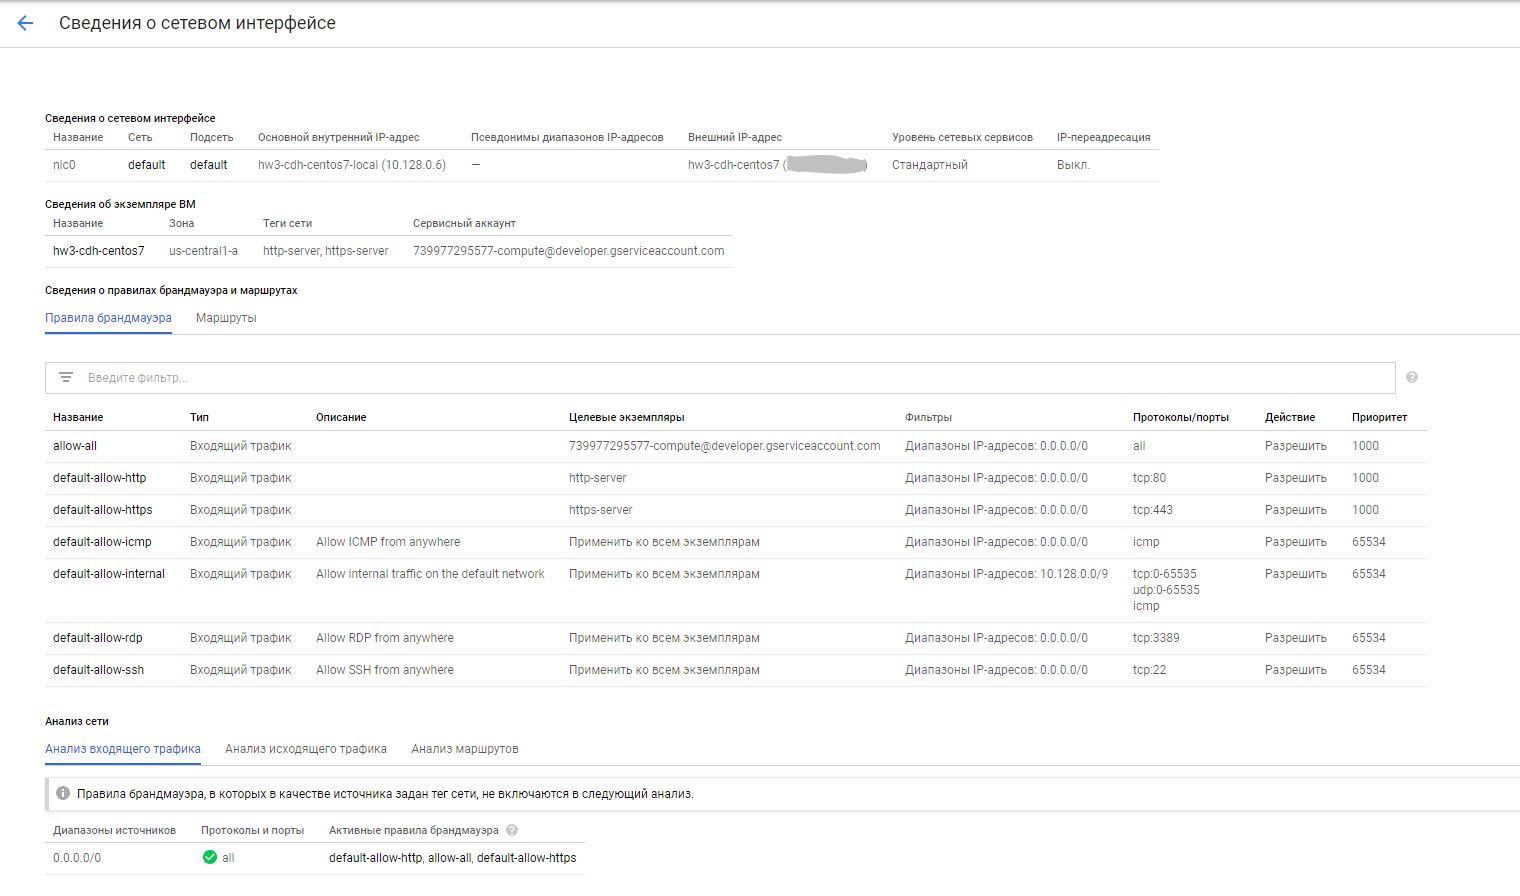 Сведения о сетевом интерфейсе
Сведения о сетевом интерфейсе
Название Сеть Подсеть Основной внутренний IP-адрес Псевдонимы диапазонов IP-адресов Внешний IP-адрес Уровень сетевых сервисов IP-переадресация
nic0 default default hw3-cdh-centos7-local (10.128.0.6) — hw3-cdh-centos7 ( ) Стандартный Выкл.
Сведения об экземпляре ВМ
Название Зона Теги сети Сервисный аккаунт
hw3-cdh-centos7 us-central1-a http-server, https-server 739977295577-compute@developer.gserviceaccount.com
Сведения о правилах брандмауэра и маршрутах
Правила брандмауэра Маршруты
Введите фильтр...
Название Тип Описание Целевые экземпляры Фильтры Протоколы/порты Действие Приоритет
allow-all Входящий трафик 739977295577-compute@developer.gserviceaccount.com Диапазоны IP-адресов: 0.0.0.0/0 all Разрешить 1000
default-allow-http Входящий трафик http-server Диапазоны IP-адресов: 0.0.0.0/0 tcp:80 Разрешить 1000
default-allow-https Входящий трафик https-server Диапазоны IP-адресов: 0.0.0.0/0 tcp:443 Разрешить 1000
default-allow-icmp Входящий трафик Allow ICMP from anywhere Применить ко всем экземплярам Диапазоны IP-адресов: 0.0.0.0/0 icmp Разрешить 65534
default-allow-internal Входящий трафик Allow internal traffic on the default network Применить ко всем экземплярам Диапазоны IP-адресов: 10.128.0.0/9 tcp:0-65535 Разрешить 65534
udp:0-65535
icmp
default-allow-rdp Входящий трафик Allow RDP from anywhere Применить ко всем экземплярам Диапазоны IP-адресов: 0.0.0.0/0 tcp:3389 Разрешить 65534
default-allow-ssh Входящий трафик Allow SSH from anywhere Применить ко всем экземплярам Диапазоны IP-адресов: 0.0.0.0/0 tcp:22 Разрешить 65534
Анализ сети
Анализ входящего трафика Анализ исходящего трафика Анализ маршрутов
Правила брандмауэра, в которых в качестве источника задан тег сети, не включаются в следующий анализ.
Диапазоны источников Протоколы и порты Активные правила брандмауэра
0.0.0.0/0 all default-allow-http, allow-all, default-allow-https